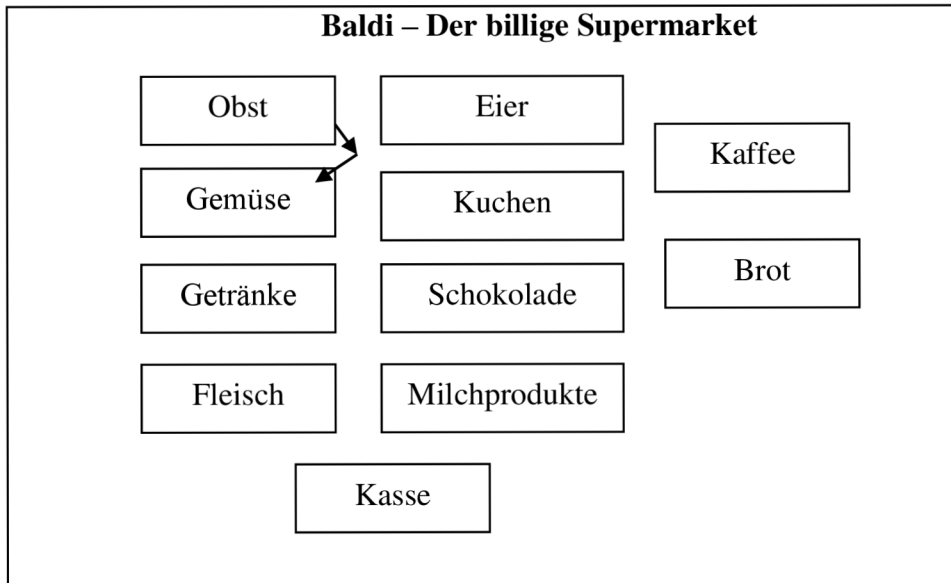 Baldi – Der billige Supermarket
Obst
Eier
Kaffee
Gemüse
Kuchen
Brot
Getränke
Schokolade
Fleisch
Milchprodukte
Kasse